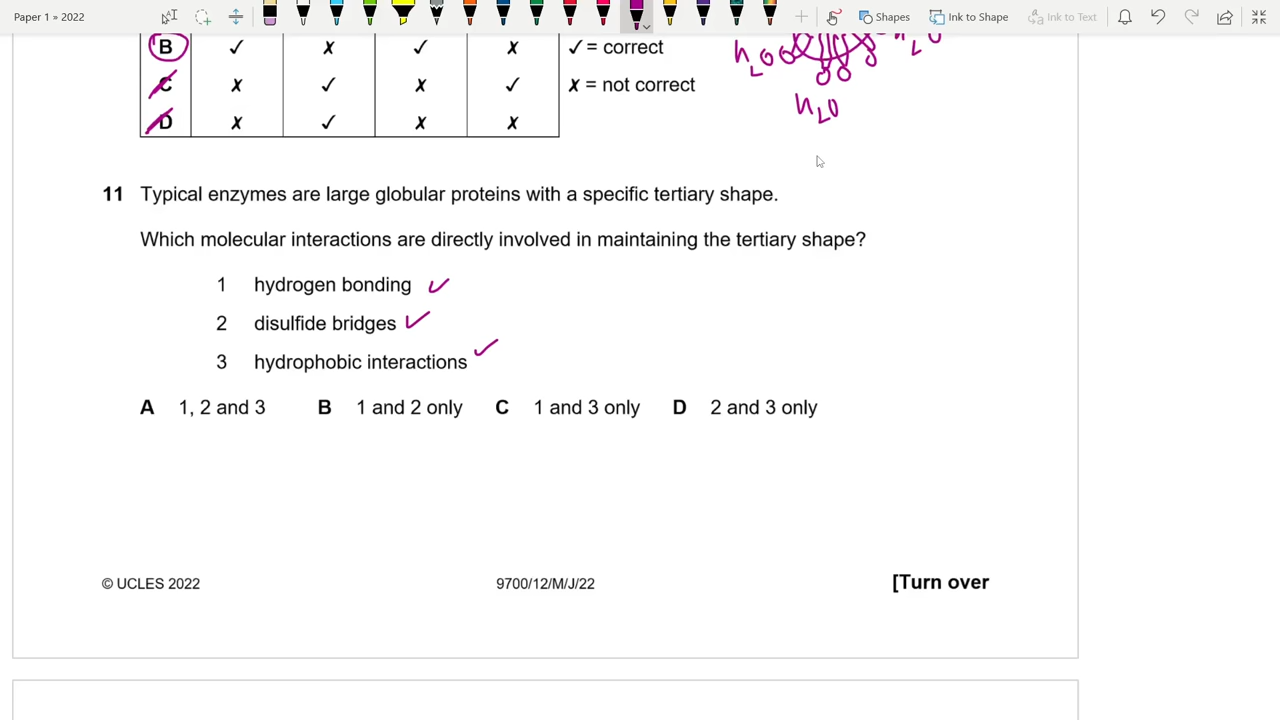 Paper 1 » 2022
Shapes
Ink to Shape
Ink to Text
B ✓ ✗ ✓ ✗ ✓ = correct
C ✗ ✓ ✗ ✓ ✗ = not correct
D ✗ ✓ ✗ ✗
h2O
h2O
h2O
11 Typical enzymes are large globular proteins with a specific tertiary shape.
Which molecular interactions are directly involved in maintaining the tertiary shape?
1 hydrogen bonding ✓
2 disulfide bridges ✓
3 hydrophobic interactions ✓
A 1, 2 and 3 B 1 and 2 only C 1 and 3 only D 2 and 3 only
© UCLES 2022 9700/12/M/J/22 [Turn over